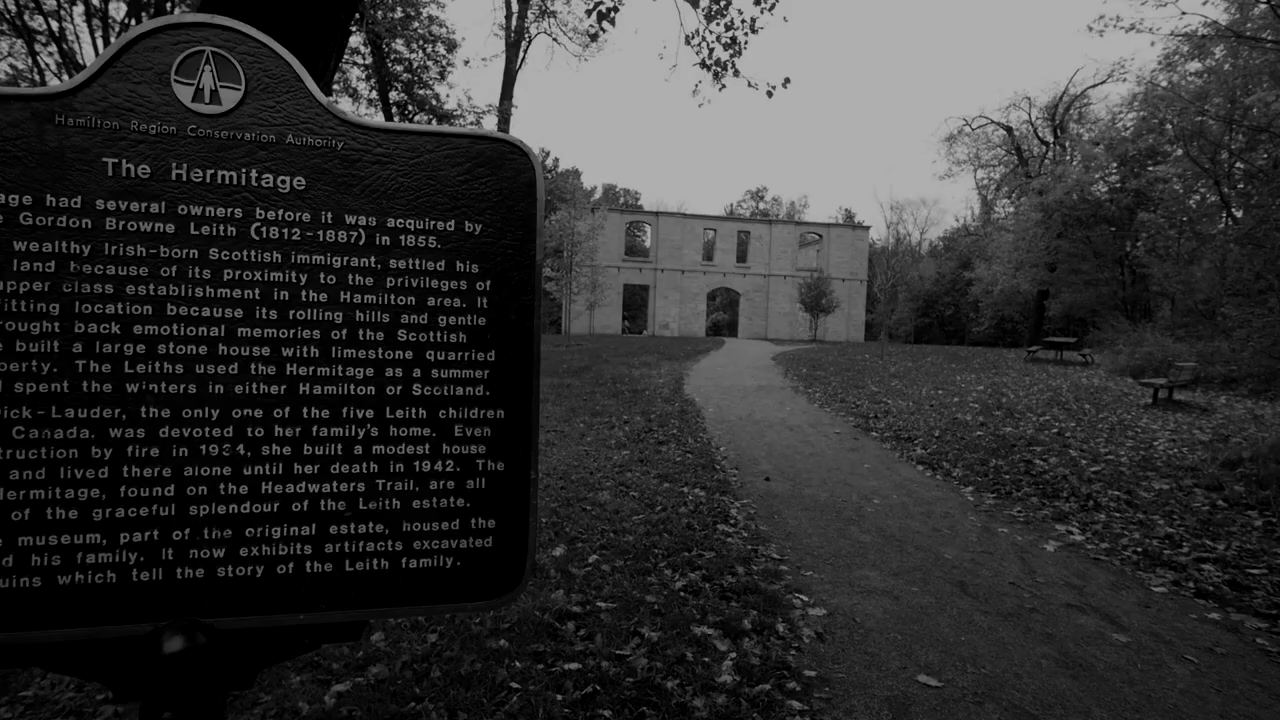 Hamilton Region Conservation Authority
The Hermitage
age had several owners before it was acquired by
e Gordon Browne Leith (1812-1887) in 1855.
wealthy Irish-born Scottish immigrant, settled his
land because of its proximity to the privileges of
upper class establishment in the Hamilton area. It
fitting location because its rolling hills and gentle
rought back emotional memories of the Scottish
e built a large stone house with limestone quarried
perty. The Leiths used the Hermitage as a summer
d spent the winters in either Hamilton or Scotland.
Dick-Lauder, the only one of the five Leith children
Canada, was devoted to her family's home. Even
truction by fire in 1934, she built a modest house
and lived there alone until her death in 1942. The
Hermitage, found on the Headwaters Trail, are all
of the graceful splendour of the Leith estate.
e museum, part of the original estate, housed the
d his family. It now exhibits artifacts excavated
uins which tell the story of the Leith family.